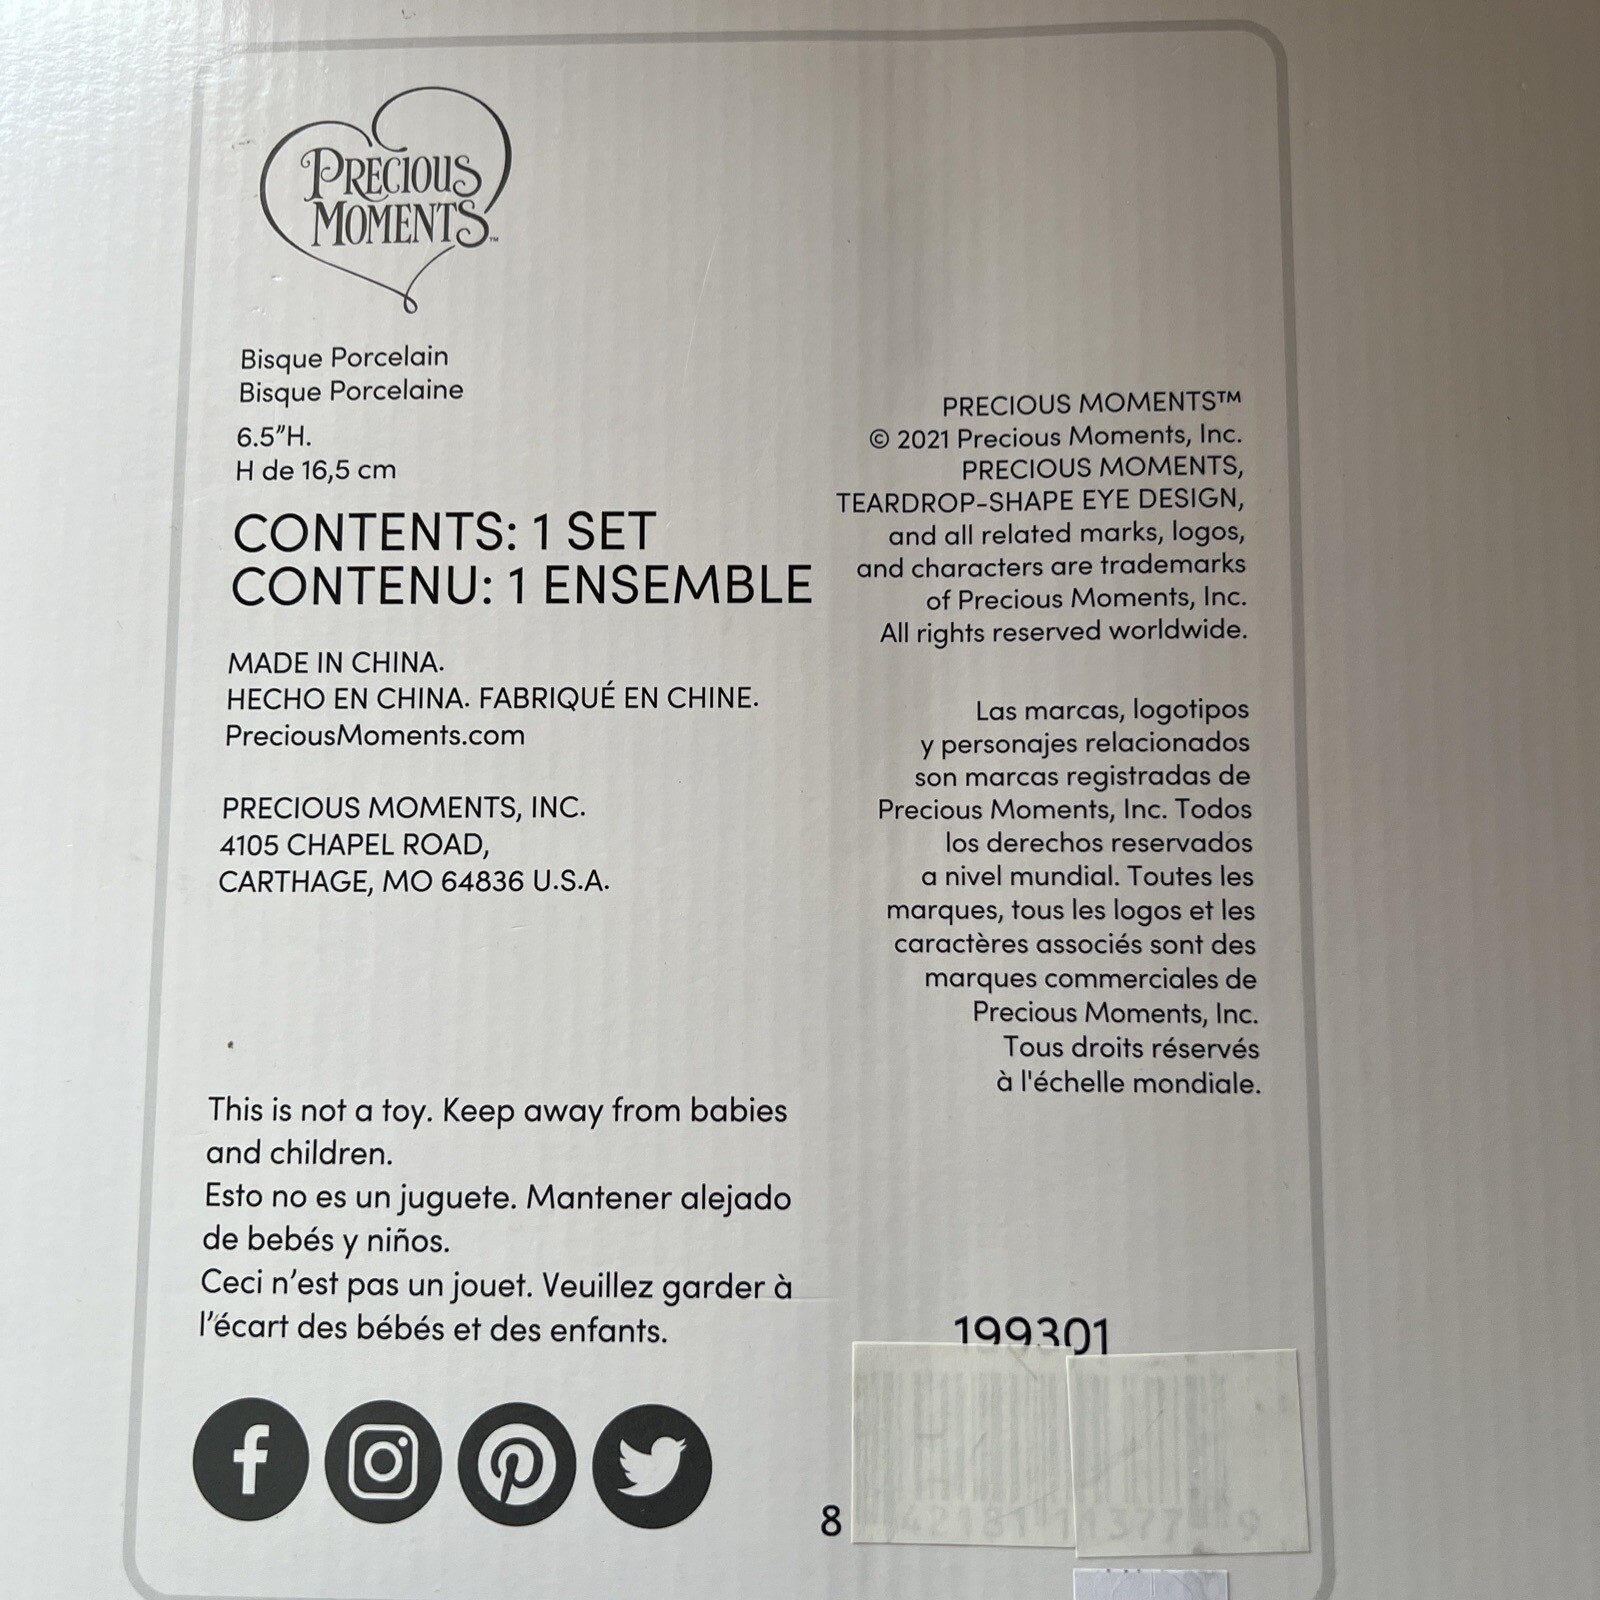 PRECIOUS
MOMENTS™
Bisque Porcelain
Bisque Porcelaine
6.5"H.
H de 16,5 cm
CONTENTS: 1 SET
CONTENU: 1 ENSEMBLE
MADE IN CHINA.
HECHO EN CHINA. FABRIQUÉ EN CHINE.
PreciousMoments.com
PRECIOUS MOMENTS, INC.
4105 CHAPEL ROAD,
CARTHAGE, MO 64836 U.S.A.
This is not a toy. Keep away from babies
and children.
Esto no es un juguete. Mantener alejado
de bebés y niños.
Ceci n'est pas un jouet. Veuillez garder à
l'écart des bébés et des enfants.
PRECIOUS MOMENTS™
© 2021 Precious Moments, Inc.
PRECIOUS MOMENTS,
TEARDROP-SHAPE EYE DESIGN,
and all related marks, logos,
and characters are trademarks
of Precious Moments, Inc.
All rights reserved worldwide.
Las marcas, logotipos
y personajes relacionados
son marcas registradas de
Precious Moments, Inc. Todos
los derechos reservados
a nivel mundial. Toutes les
marques, tous les logos et les
caractères associés sont des
marques commerciales de
Precious Moments, Inc.
Tous droits réservés
à l'échelle mondiale.
199301
8